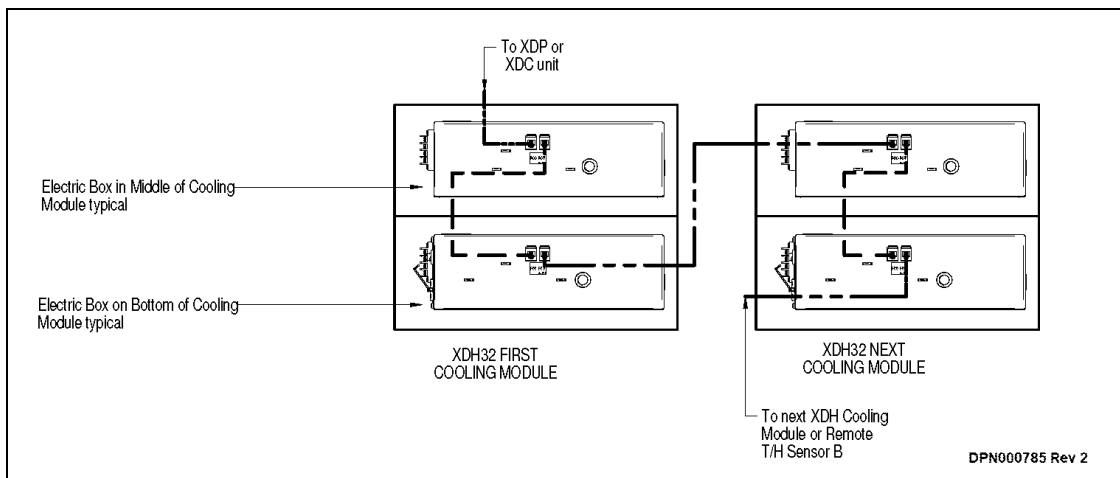 To XDP or
XDC unit
Electric Box in Middle of Cooling
Module typical
Electric Box on Bottom of Cooling
Module typical
XDH32 FIRST
COOLING MODULE
XDH32 NEXT
COOLING MODULE
To next XDH Cooling
Module or Remote
T/H Sensor B
DPN000785 Rev 2